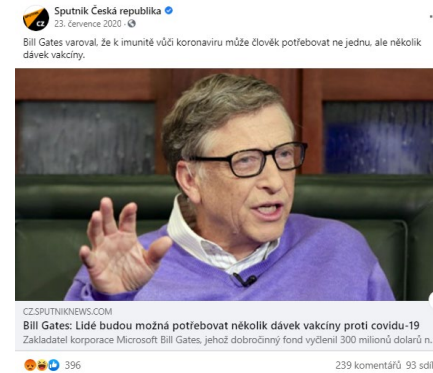 CZ
Sputnik Česká republika
23. července 2020 ·
Bill Gates varoval, že k imunitě vůči koronaviru může člověk potřebovat ne jednu, ale několik
dávek vakcíny.
CZ.SPUTNIKNEWS.COM
Bill Gates: Lidé budou možná potřebovat několik dávek vakcíny proti covidu-19
Zakladatel korporace Microsoft Bill Gates, jehož dobročinný fond vyčlenil 300 milionů dolarů n...
396
239 komentářů 93 sdíl